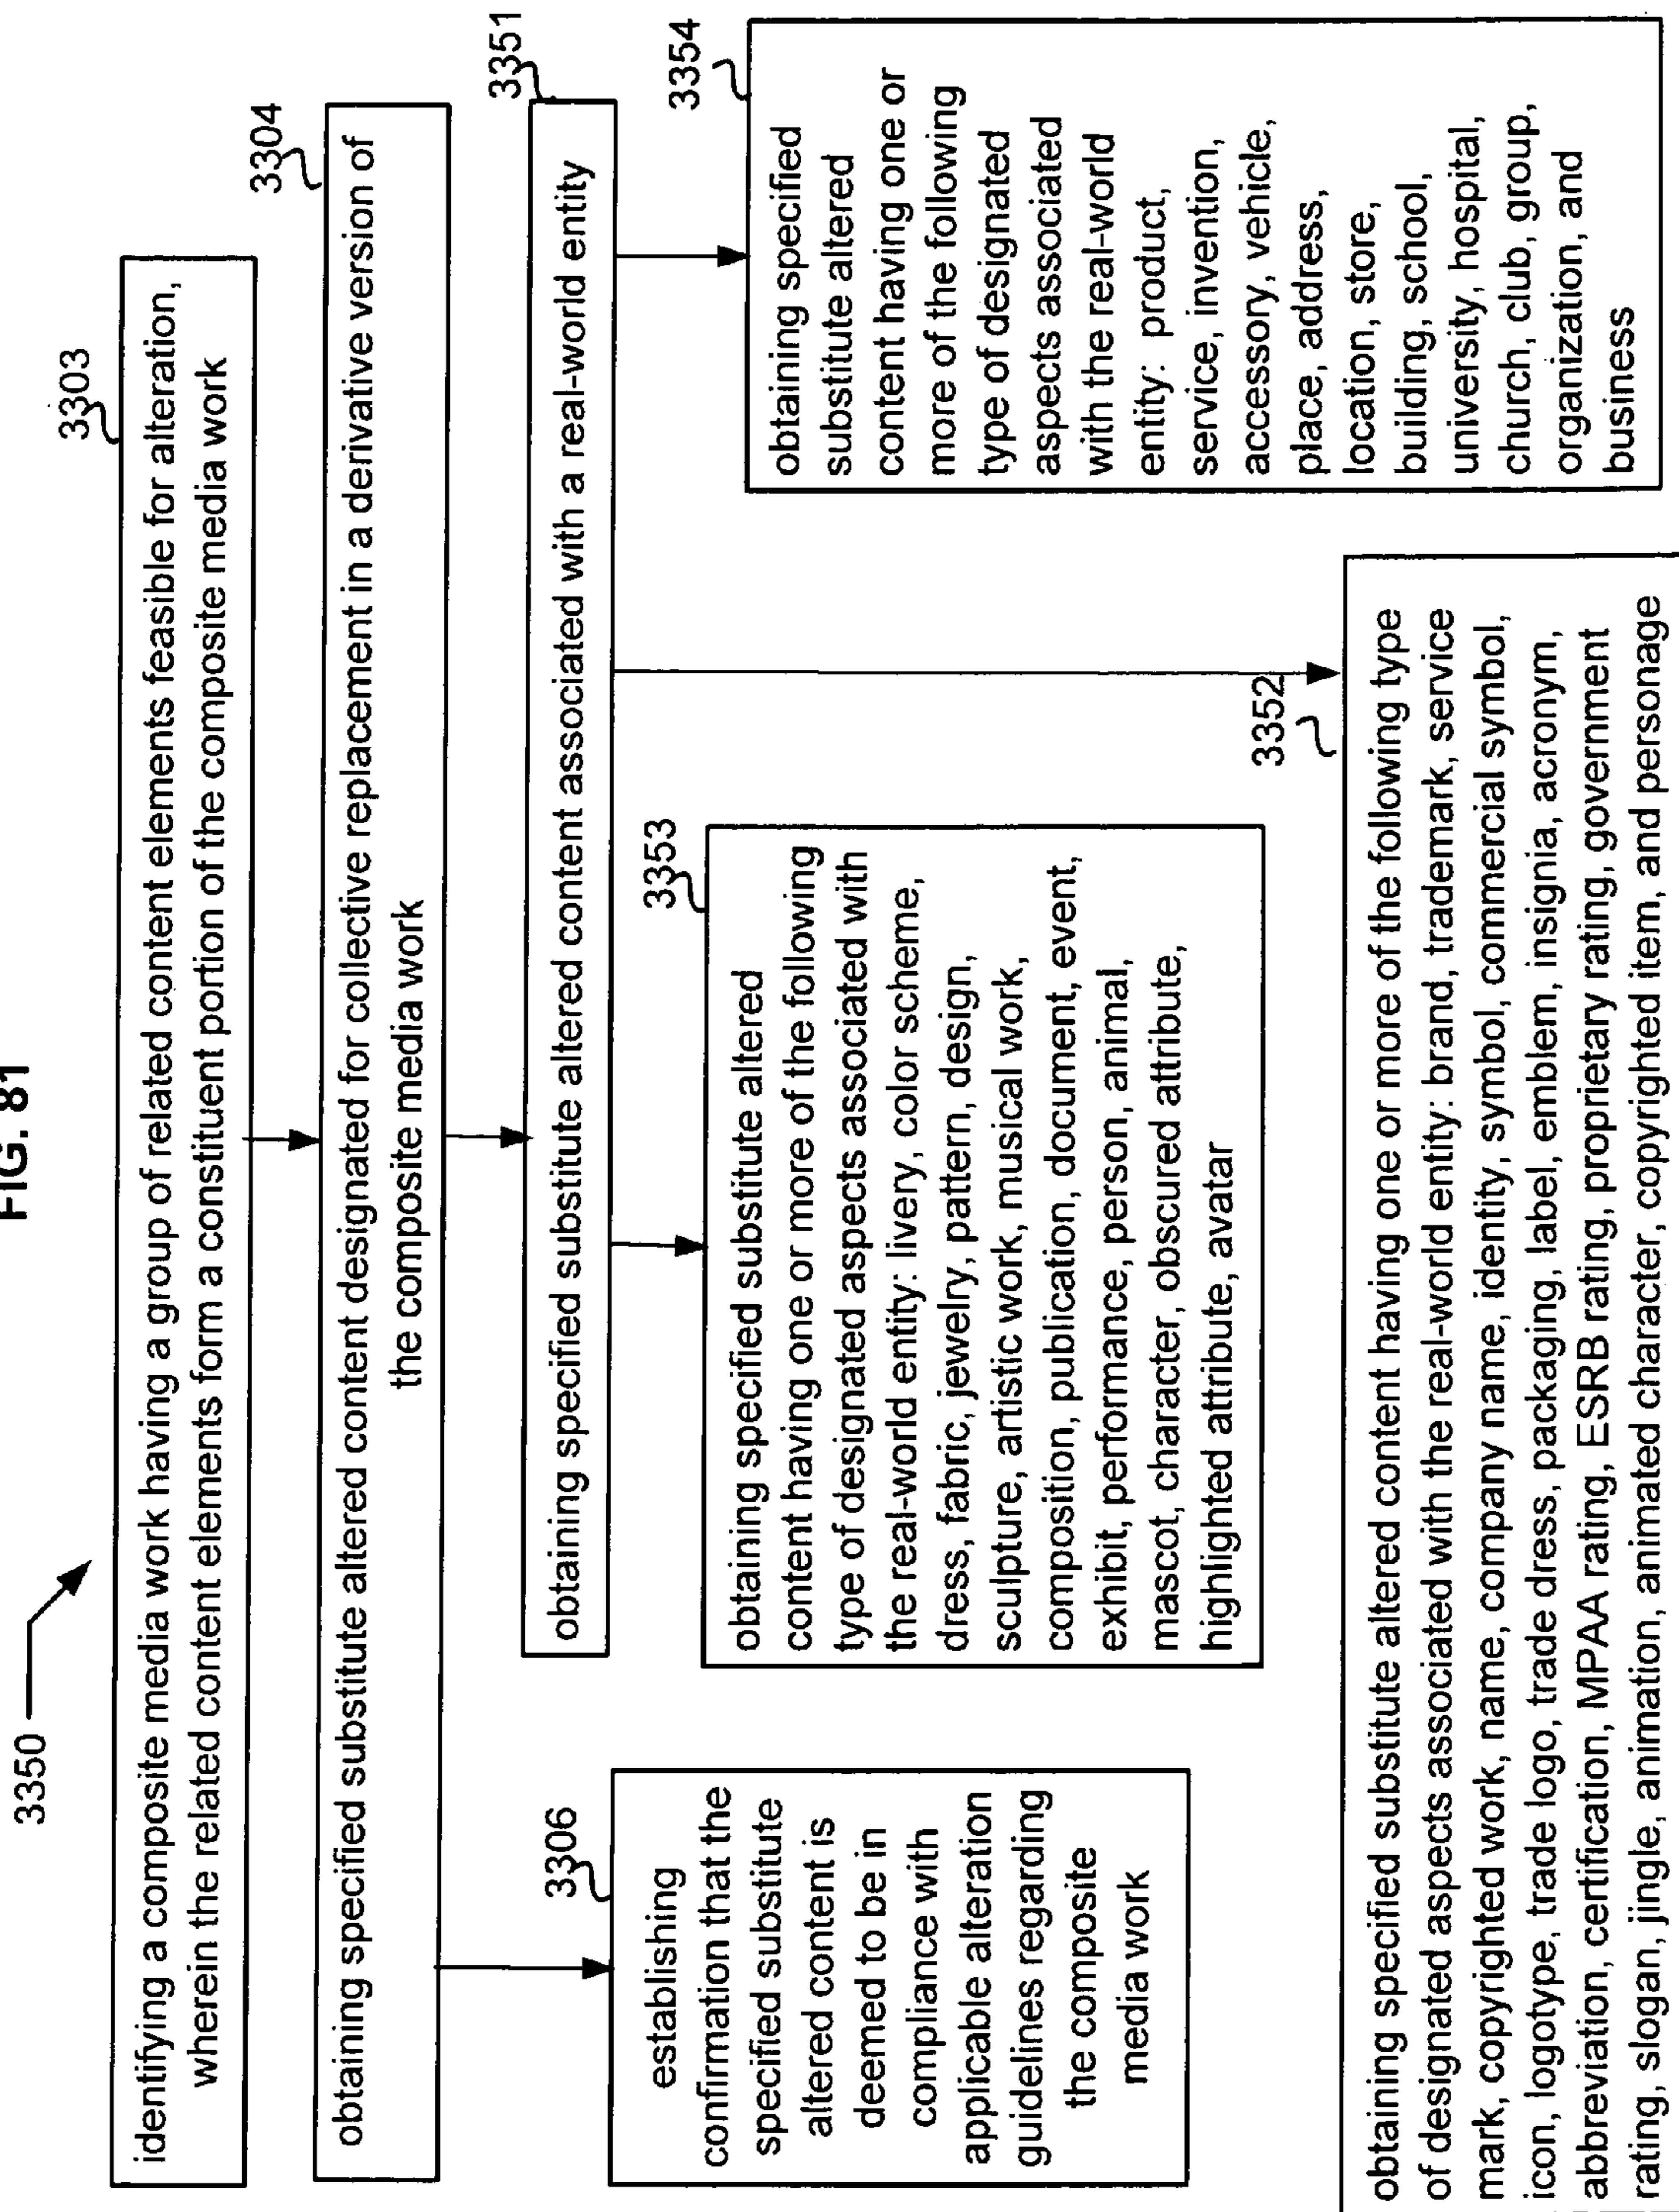 FIG. 81
3350
3303
identifying a composite media work having a group of related content elements feasible for alteration,
wherein the related content elements form a constituent portion of the composite media work
3304
obtaining specified substitute altered content designated for collective replacement in a derivative version of
the composite media work
3306
establishing
confirmation that the
specified substitute
altered content is
deemed to be in
compliance with
applicable alteration
guidelines regarding
the composite
media work
3351
obtaining specified substitute altered content associated with a real-world entity
3353
obtaining specified substitute altered
content having one or more of the following
type of designated aspects associated with
the real-world entity: livery, color scheme,
dress, fabric, jewelry, pattern, design,
sculpture, artistic work, musical work,
composition, publication, document, event,
exhibit, performance, person, animal,
mascot, character, obscured attribute,
highlighted attribute, avatar
3354
obtaining specified
substitute altered
content having one or
more of the following
type of designated
aspects associated
with the real-world
entity: product,
service, invention,
accessory, vehicle,
place, address,
location, store,
building, school,
university, hospital,
church, club, group,
organization, and
business
3352
obtaining specified substitute altered content having one or more of the following type
of designated aspects associated with the real-world entity: brand, trademark, service
mark, copyrighted work, name, company name, identity, symbol, commercial symbol,
icon, logotype, trade logo, trade dress, packaging, label, emblem, insignia, acronym,
abbreviation, certification, MPAA rating, ESRB rating, proprietary rating, government
rating, slogan, jingle, animation, animated character, copyrighted item, and personage